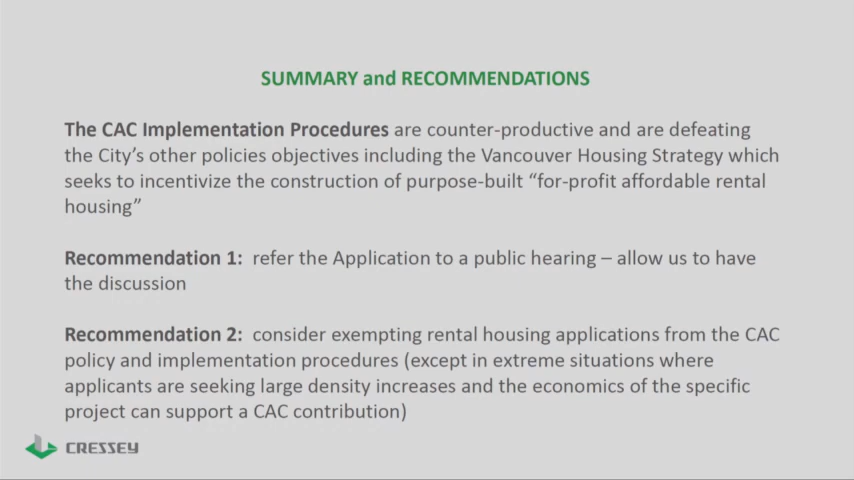 SUMMARY and RECOMMENDATIONS
The CAC Implementation Procedures are counter-productive and are defeating
the City's other policies objectives including the Vancouver Housing Strategy which
seeks to incentivize the construction of purpose-built “for-profit affordable rental
housing”
Recommendation 1: refer the Application to a public hearing – allow us to have
the discussion
Recommendation 2: consider exempting rental housing applications from the CAC
policy and implementation procedures (except in extreme situations where
applicants are seeking large density increases and the economics of the specific
project can support a CAC contribution)
CRESSEY